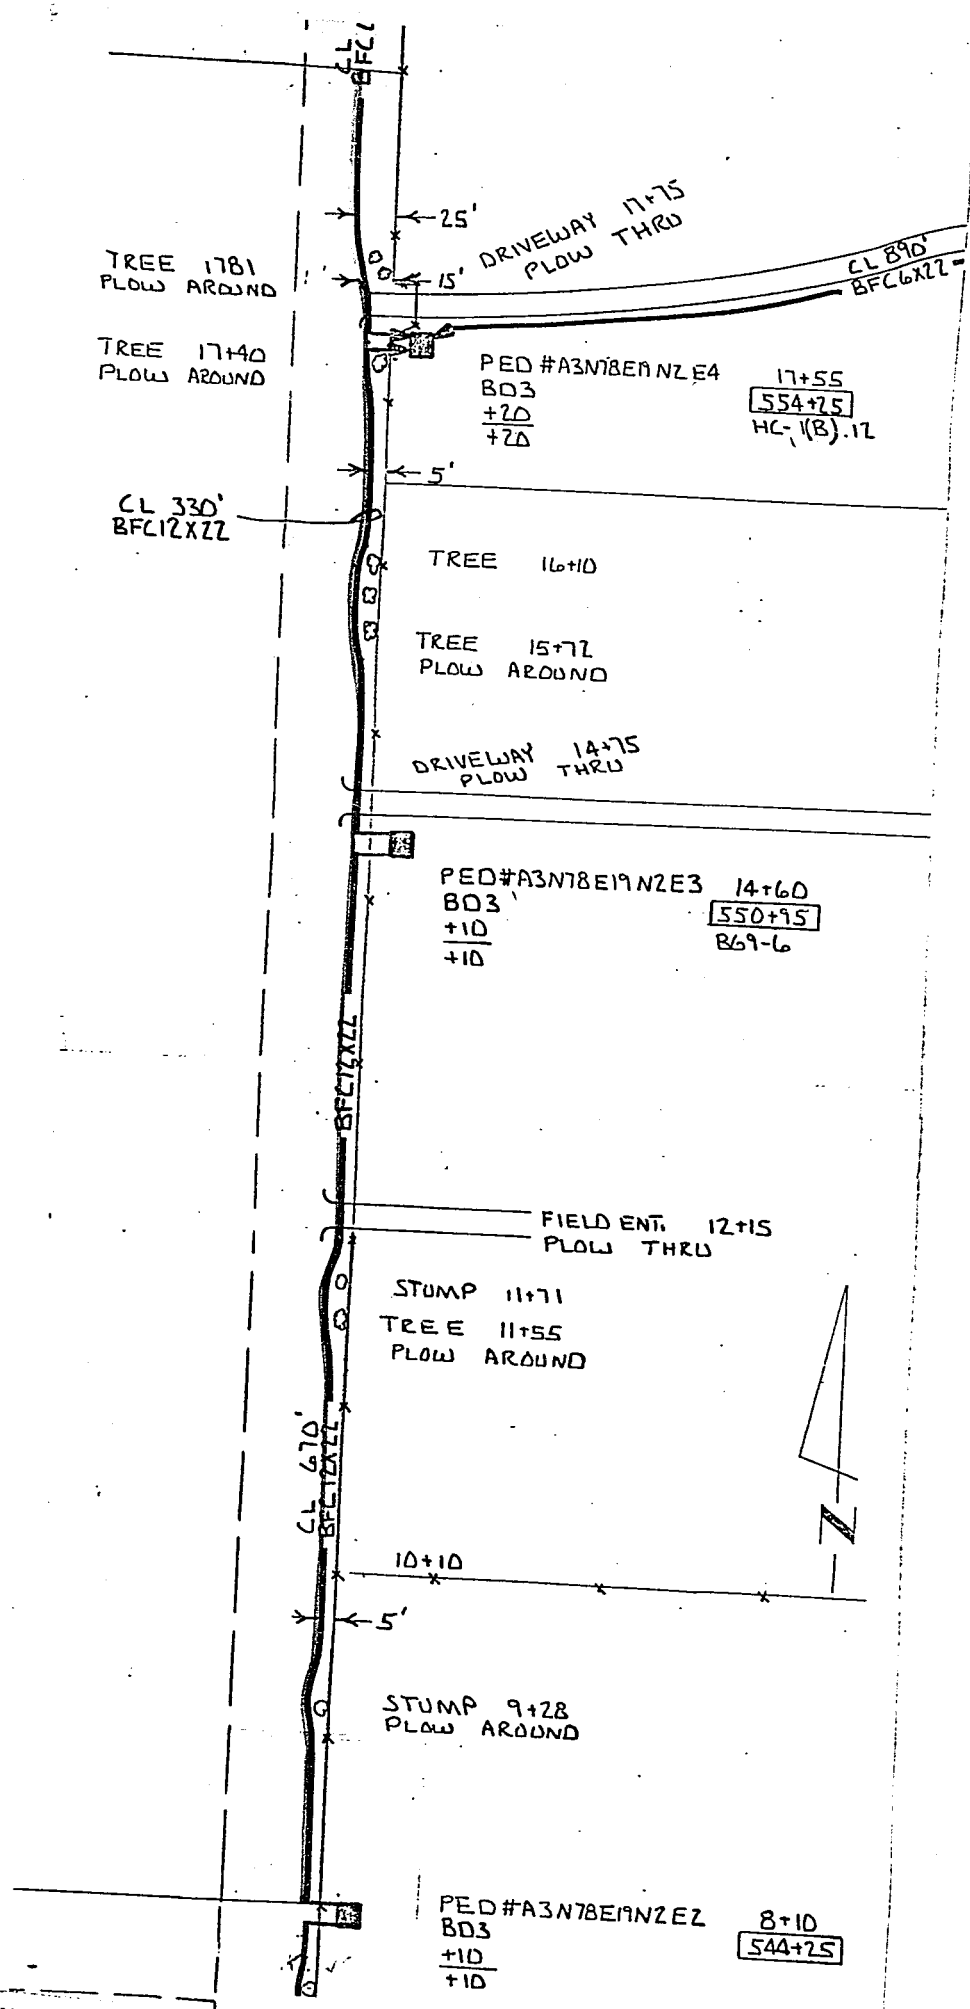 CL
BFC1
25'
DRIVEWAY 17+75
PLOW THRU
TREE 1781
PLOW AROUND
15'
CL 890'
BFC6X22
TREE 17+40
PLOW AROUND
PED #A3N78E19N2E4
BD3
+20
+20
17+55
554+25
HC-1(B).12
5'
CL 330'
BFC12X22
TREE 16+10
TREE 15+72
PLOW AROUND
DRIVEWAY 14+75
PLOW THRU
PED#A3N78E19N2E3
BD3
+10
+10
14+60
550+95
BG9-6
BFC12X22
FIELD ENT. 12+15
PLOW THRU
STUMP 11+71
TREE 11+55
PLOW AROUND
CL 670'
BFC12X22
N
10+10
5'
STUMP 9+28
PLOW AROUND
PED#A3N78E19N2E2
BD3
+10
+10
8+10
544+25